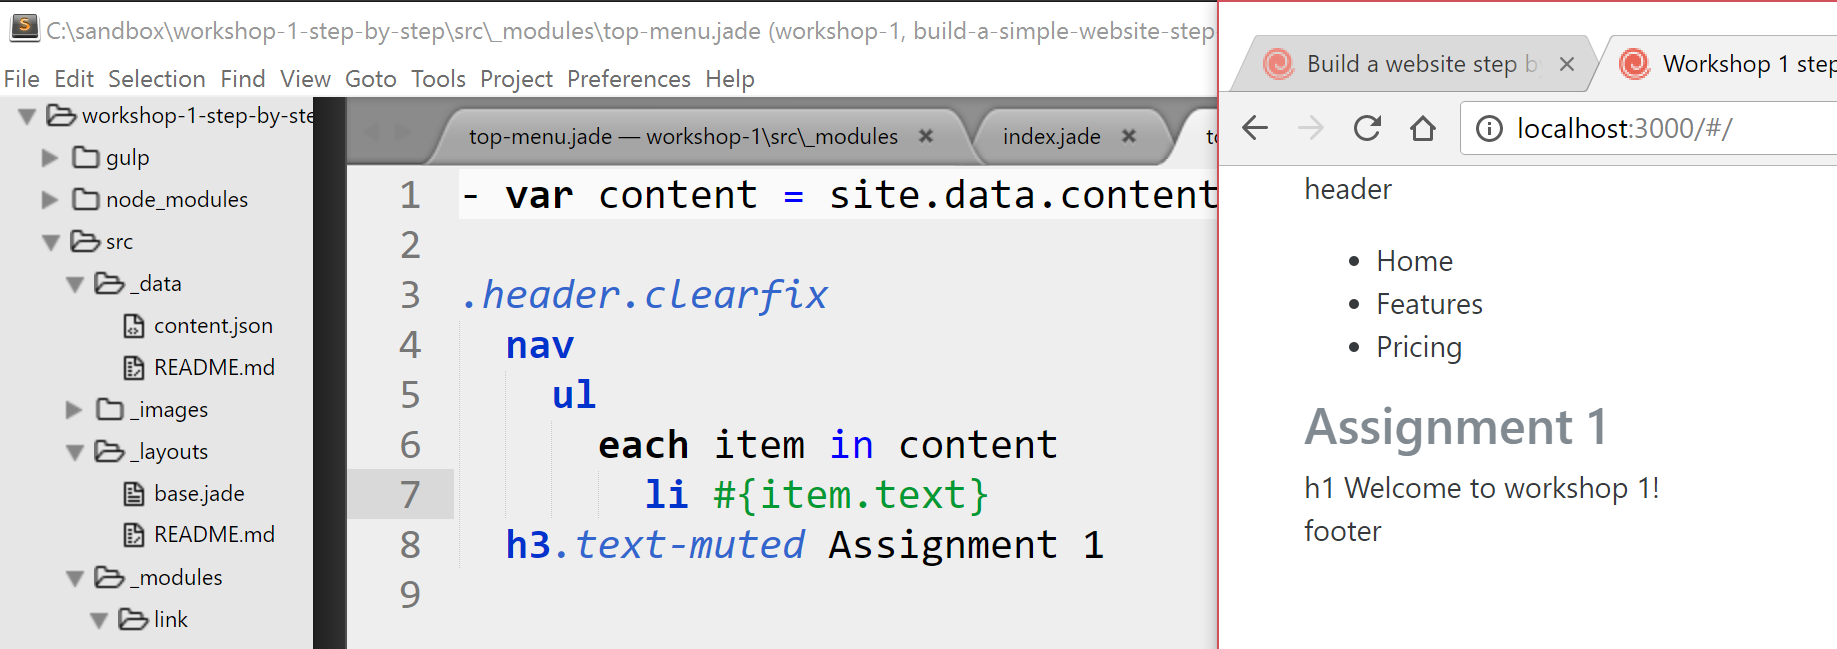 C:\sandbox\workshop-1-step-by-step\src\_modules\top-menu.jade (workshop-1, build-a-simple-website-step-
File Edit Selection Find View Goto Tools Project Preferences Help
workshop-1-step-by-ste
gulp
node_modules
src
_data
content.json
README.md
_images
_layouts
base.jade
README.md
_modules
link
top-menu.jade — workshop-1\src\_modules
index.jade
1 - var content = site.data.content
2
3 .header.clearfix
4 nav
5 ul
6 each item in content
7 li #{item.text}
8 h3.text-muted Assignment 1
9
Build a website step by
Workshop 1 step
localhost:3000/#/
header
Home
Features
Pricing
Assignment 1
h1 Welcome to workshop 1!
footer